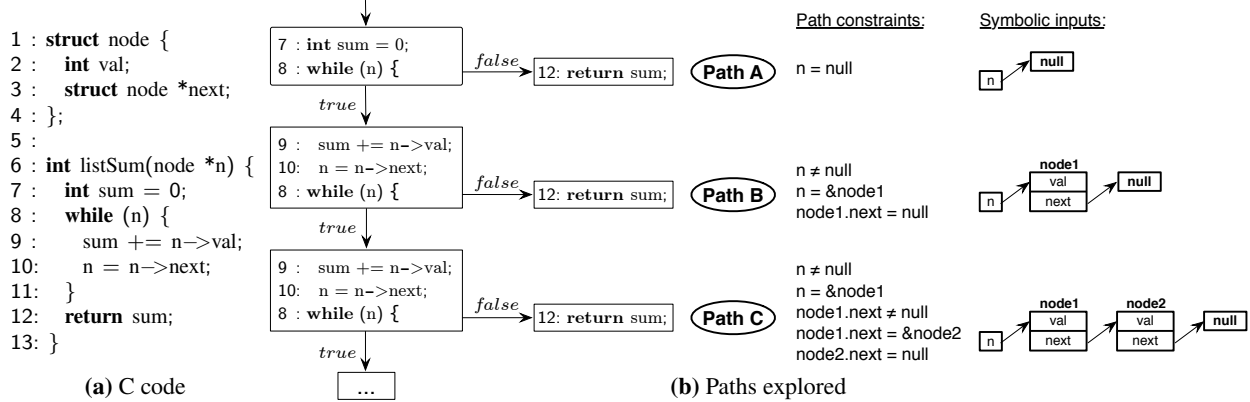 1 : struct node {
2 : int val;
3 : struct node *next;
4 : };
5 :
6 : int listSum(node *n) {
7 : int sum = 0;
8 : while (n) {
9 : sum += n->val;
10: n = n->next;
11: }
12: return sum;
13: }
(a) C code
7 : int sum = 0;
8 : while (n) {
false
12: return sum;
true
9 : sum += n->val;
10: n = n->next;
8 : while (n) {
false
12: return sum;
true
9 : sum += n->val;
10: n = n->next;
8 : while (n) {
false
12: return sum;
true
...
Path A
Path B
Path C
Path constraints:
n = null
n ≠ null
n = &node1
node1.next = null
n ≠ null
n = &node1
node1.next ≠ null
node1.next = &node2
node2.next = null
Symbolic inputs:
null
n
node1
val
null
n
next
node1
node2
val
val
null
n
next
next
(b) Paths explored